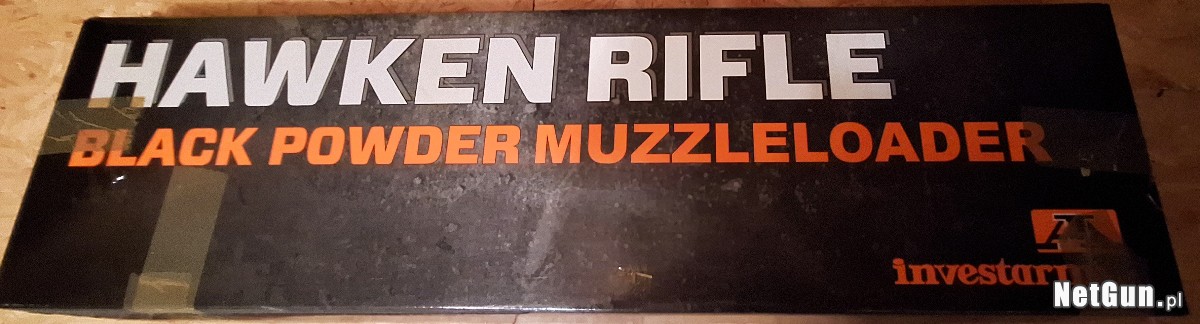 HAWKEN RIFLE
BLACK POWDER MUZZLELOADER
NetGun.pl